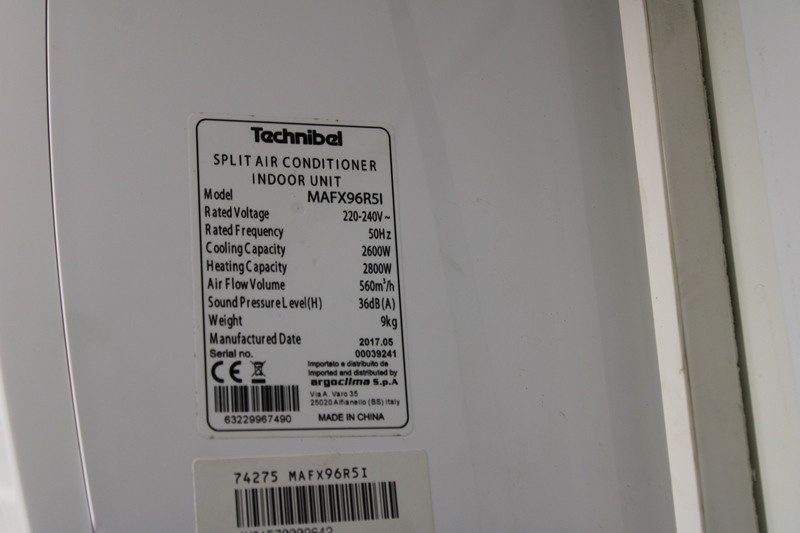 Technibel
SPLIT AIR CONDITIONER
INDOOR UNIT
Model MAFX96R5I
Rated Voltage 220-240V~
Rated Frequency 50Hz
Cooling Capacity 2600W
Heating Capacity 2800W
Air Flow Volume 560m³/h
Sound Pressure Level(H) 36dB(A)
Weight 9kg
Manufactured Date 2017.05
Serial no. 00039241
Importato e distribuito da
Imported and distributed by
argoclima S.p.A
Via A. Varo 35
25020 Alfianello (BS) Italy
CE
63229967490
MADE IN CHINA
74275 MAFX96R5I